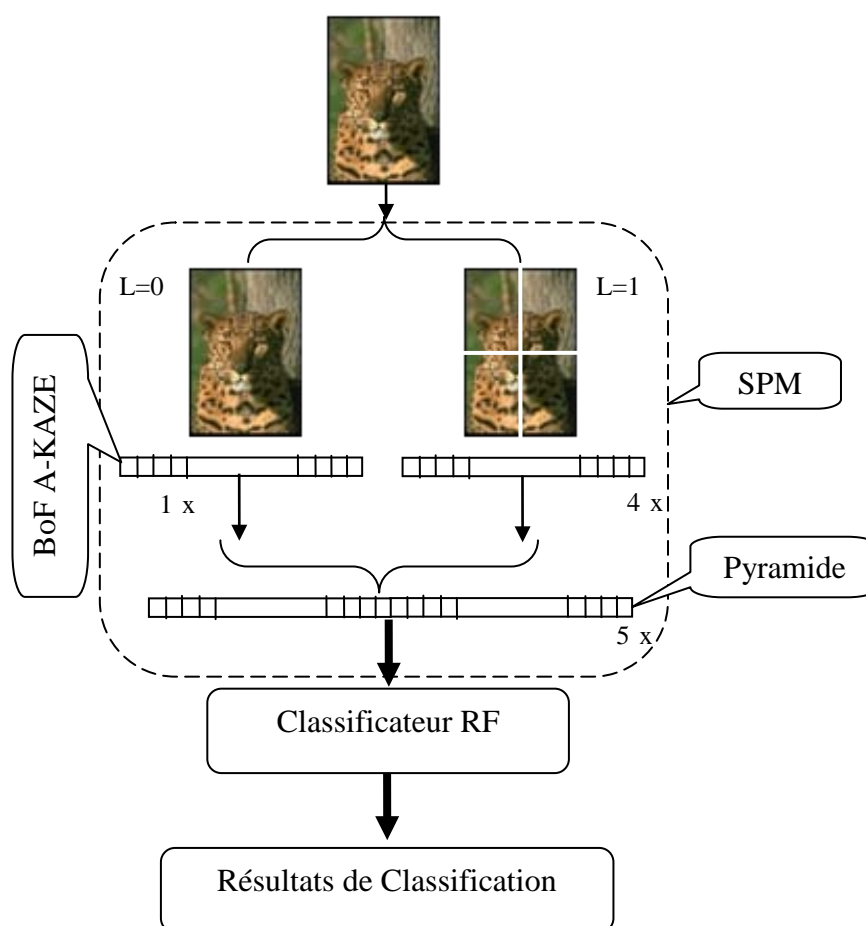 L=0
L=1
BoF A-KAZE
SPM
1 x
4 x
Pyramide
5 x
Classificateur RF
Résultats de Classification